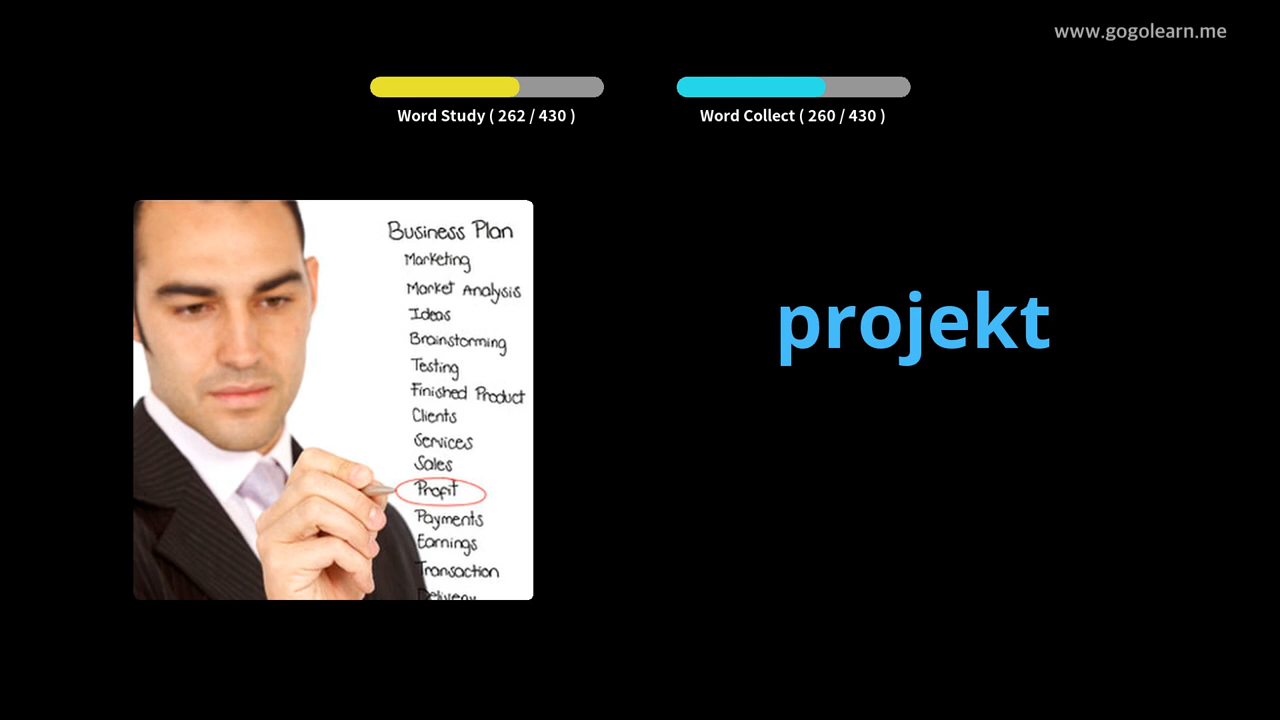 www.gogolearn.me
Word Study ( 262 / 430 )
Word Collect ( 260 / 430 )
Business Plan
Marketing
Market Analysis
Ideas
Brainstorming
Testing
Finished Product
Clients
Services
Sales
Profit
Payments
Earnings
Transaction
Delivery
projekt